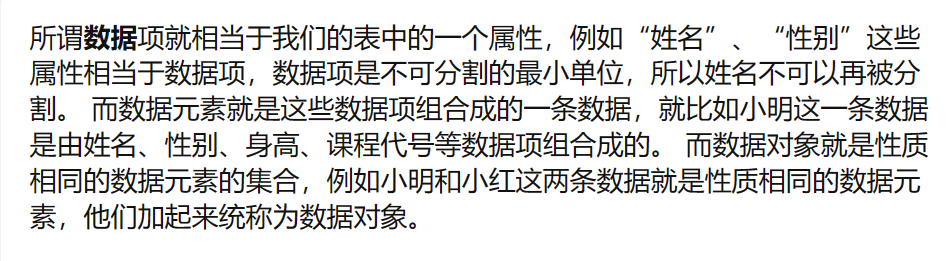 所谓数据项就相当于我们的表中的一个属性，例如“姓名”、“性别”这些
属性相当于数据项，数据项是不可分割的最小单位，所以姓名不可以再被分
割。 而数据元素就是这些数据项组合成的一条数据，就比如小明这一条数据
是由姓名、性别、身高、课程代号等数据项组合成的。 而数据对象就是性质
相同的数据元素的集合，例如小明和小红这两条数据就是性质相同的数据元
素，他们加起来统称为数据对象。